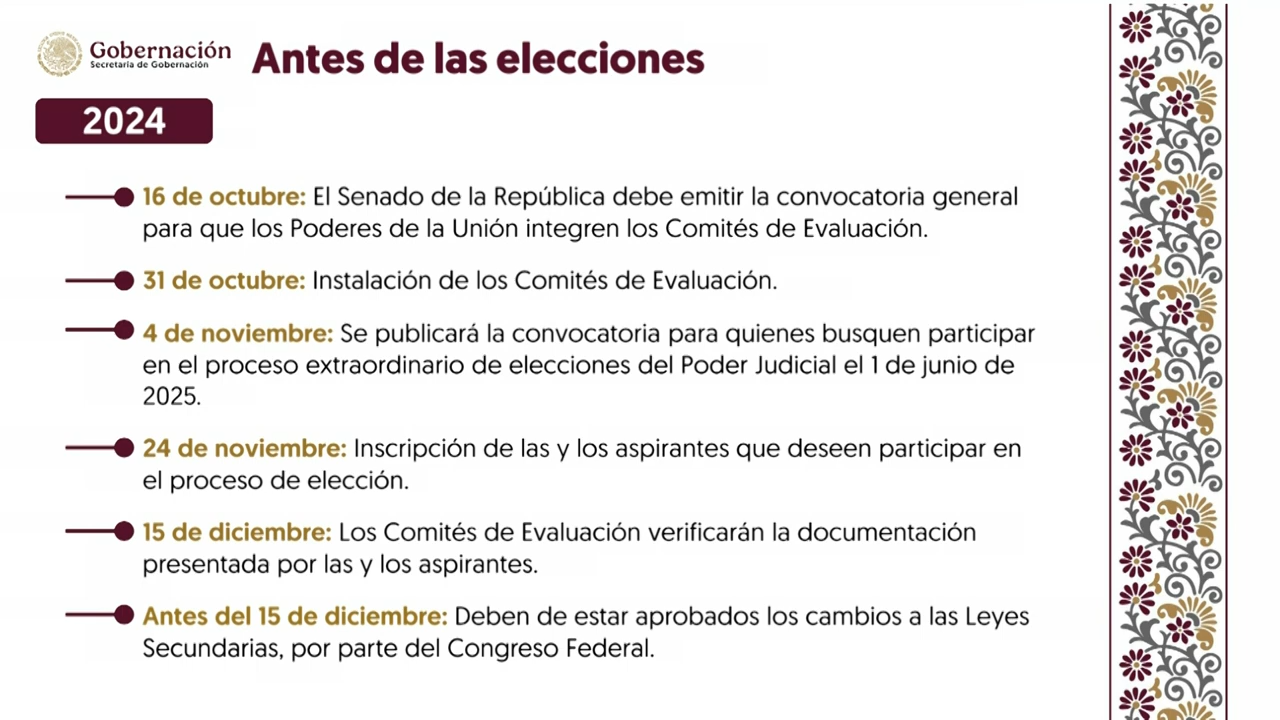 Gobernación
Secretaría de Gobernación
Antes de las elecciones
2024
16 de octubre: El Senado de la República debe emitir la convocatoria general
para que los Poderes de la Unión integren los Comités de Evaluación.
31 de octubre: Instalación de los Comités de Evaluación.
4 de noviembre: Se publicará la convocatoria para quienes busquen participar
en el proceso extraordinario de elecciones del Poder Judicial el 1 de junio de
2025.
24 de noviembre: Inscripción de las y los aspirantes que deseen participar en
el proceso de elección.
15 de diciembre: Los Comités de Evaluación verificarán la documentación
presentada por las y los aspirantes.
Antes del 15 de diciembre: Deben de estar aprobados los cambios a las Leyes
Secundarias, por parte del Congreso Federal.